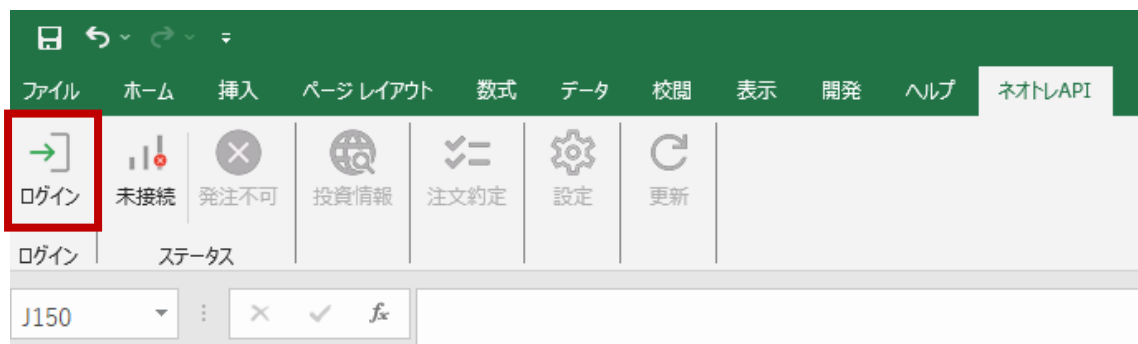 ファイル ホーム 挿入 ページ レイアウト 数式 データ 校閲 表示 開発 ヘルプ ネオトレAPI
ログイン 未接続 発注不可 投資情報 注文約定 設定 更新
ログイン ステータス
J150 fx